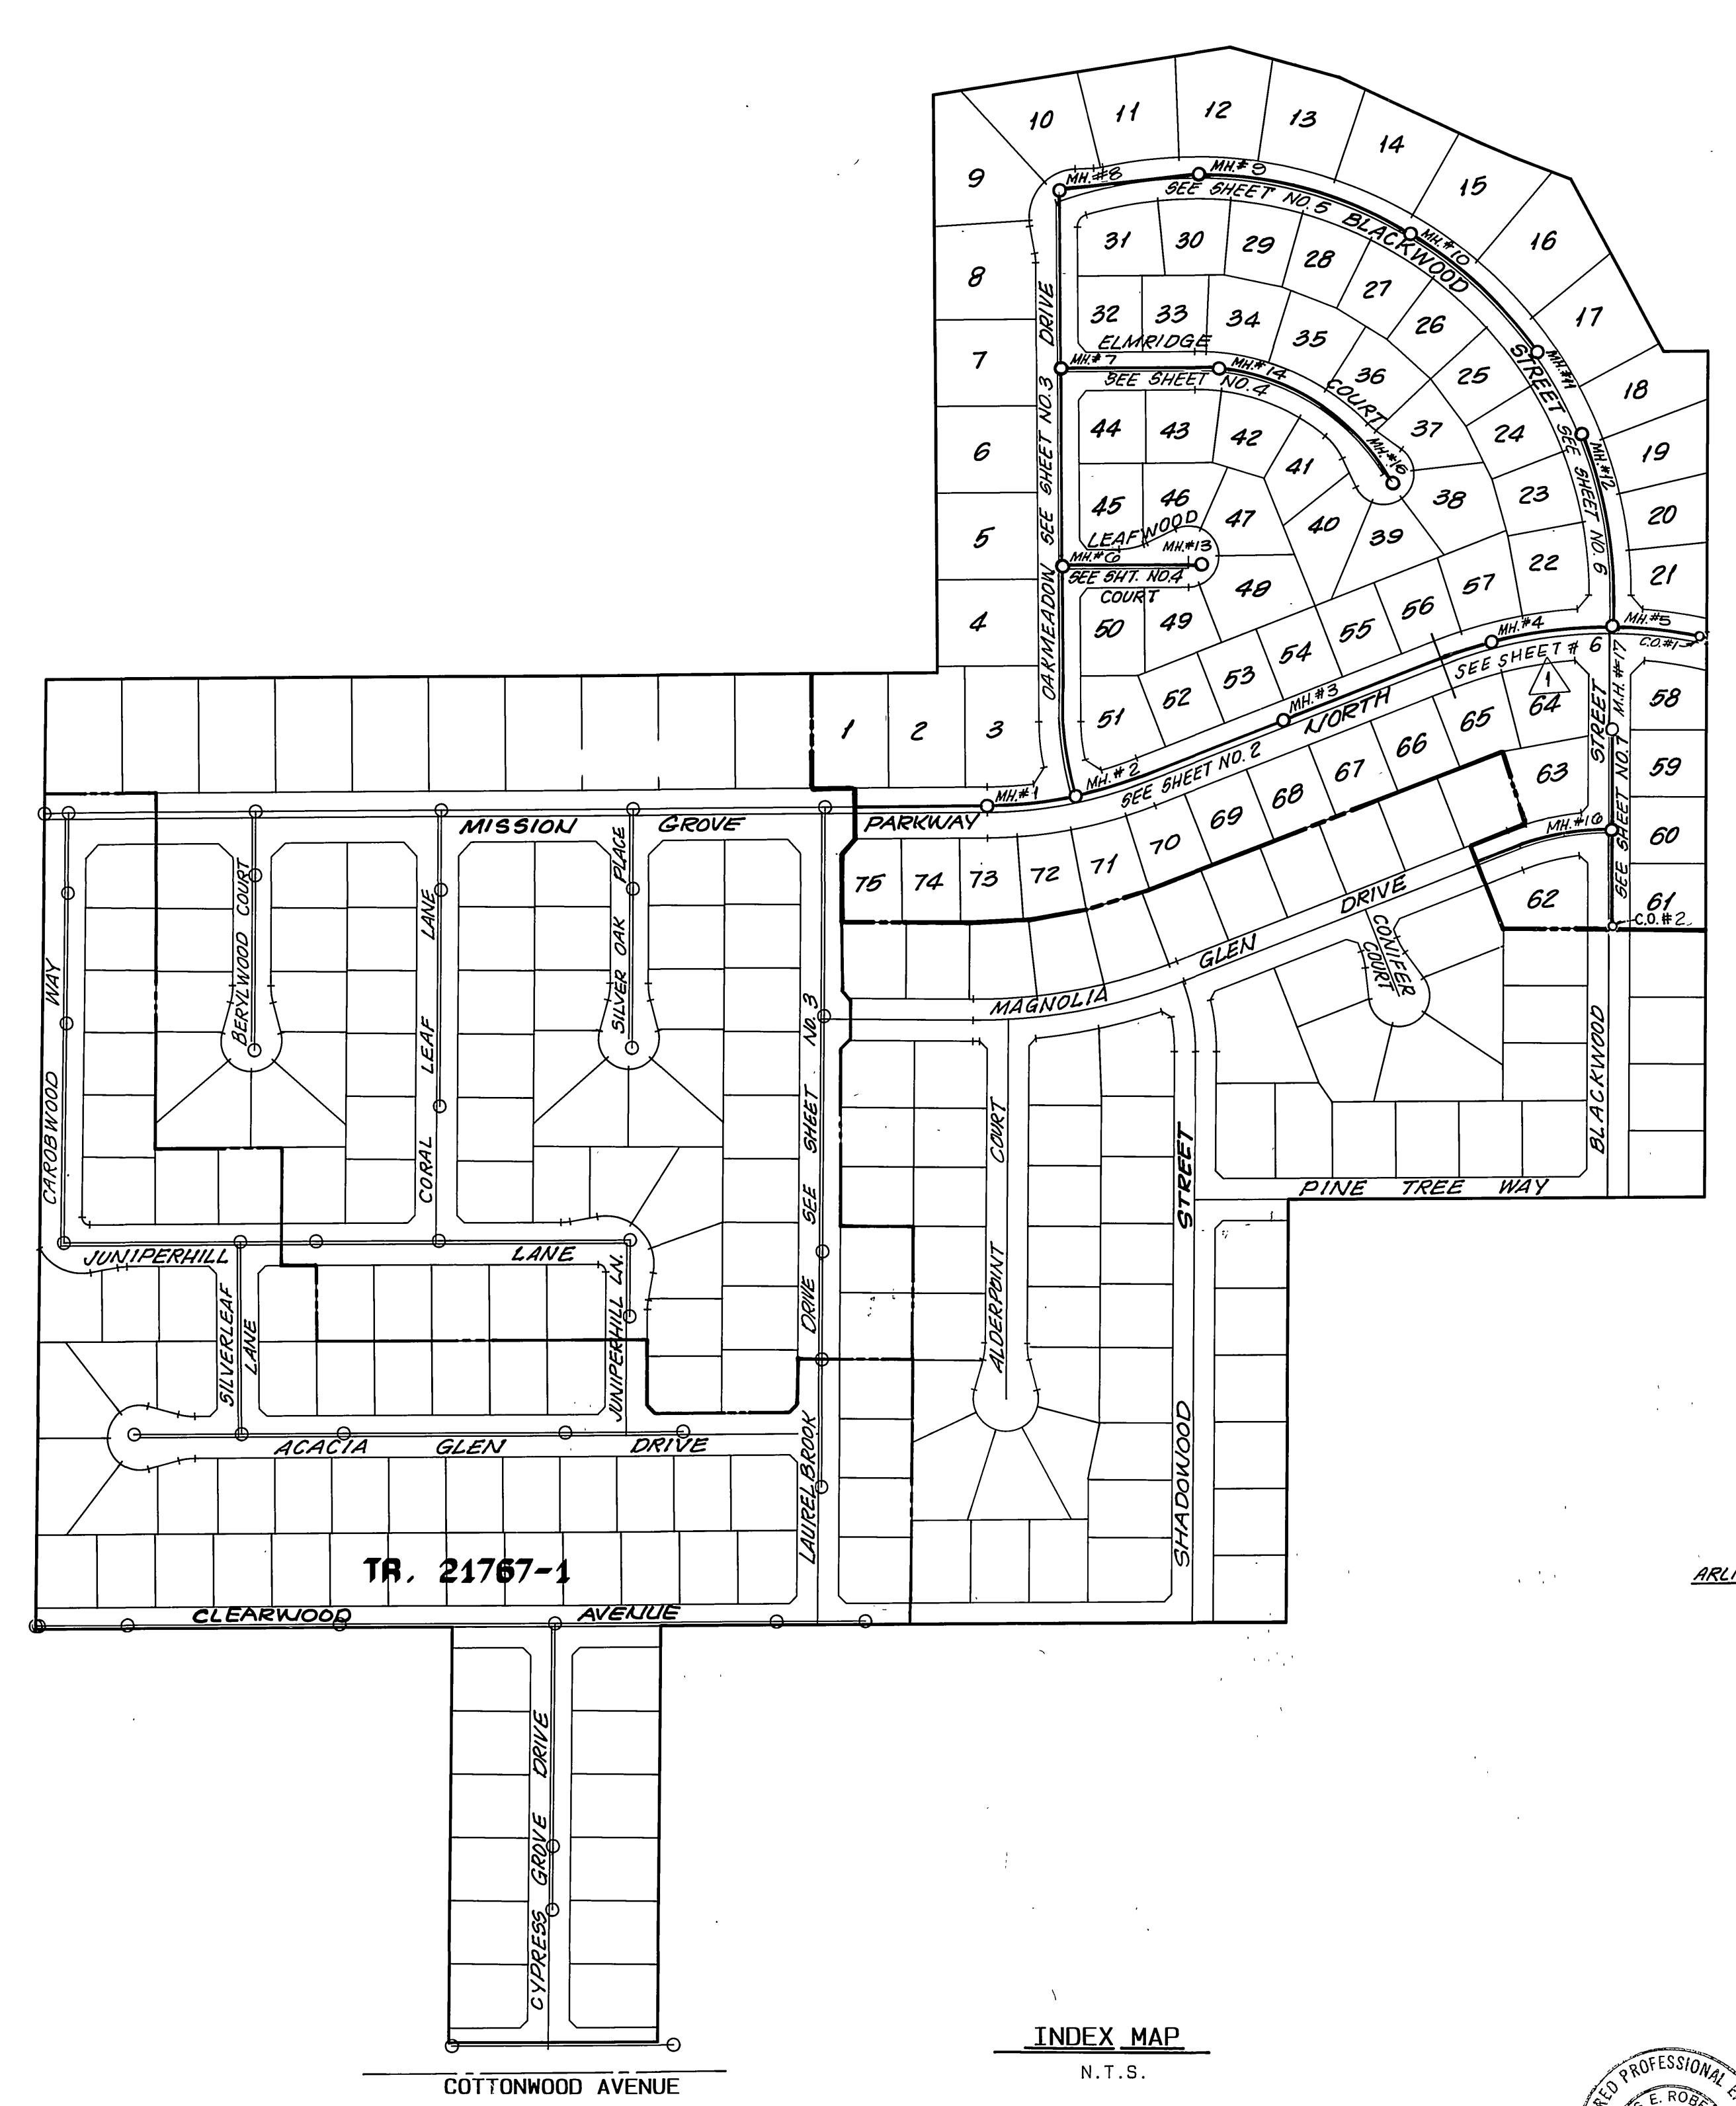 10
11
12
13
14
15
16
17
18
19
20
21
9
8
7
6
5
4
1
2
3
MH.#8
MH.#9
SEE SHEET NO.5
BLACKWOOD
MH.#10
STREET
MH.#11
SEE SHEET NO. 6
MH.#12
31
30
29
28
27
26
25
24
23
22
32
33
34
35
36
37
38
39
40
ELMRIDGE
COURT
MH.#7
MH.#14
SEE SHEET NO.4
44
43
42
41
45
46
47
48
LEAFWOOD
MH.#13
SEE SHT. NO.4
COURT
50
49
51
52
53
54
55
56
57
OAKMEADOW
SEE SHEET NO.3
DRIVE
MH.#1
MH.#2
MH.#3
MH.#4
MH.#5
C.O.#1
SEE SHEET NO. 2
NORTH
SEE SHEET # 6
1
64
65
66
67
68
69
70
71
72
73
74
75
63
62
58
59
60
61
STREET
M.H.#17
SEE SHEET NO.7
C.O.#2
MISSION
GROVE
PARKWAY
CAROBWOOD
WAY
BERYLWOOD
COURT
CORAL
LEAF
LANE
SILVER OAK PLACE
LAURELBROOK
DRIVE
SEE SHEET NO.3
MAGNOLIA
GLEN
DRIVE
CONIFER
COURT
BLACKWOOD
PINE TREE WAY
ALDERPOINT
COURT
SHADOWOOD
STREET
JUNIPERHILL
LANE
SILVERLEAF
LANE
JUNIPERHILL LN.
ACACIA
GLEN
DRIVE
TR. 21767-1
CLEARWOOD
AVENUE
CYPRESS GROVE DRIVE
COTTONWOOD AVENUE
INDEX MAP
N.T.S.
ARLI
PROFESSIONAL
E. ROBE